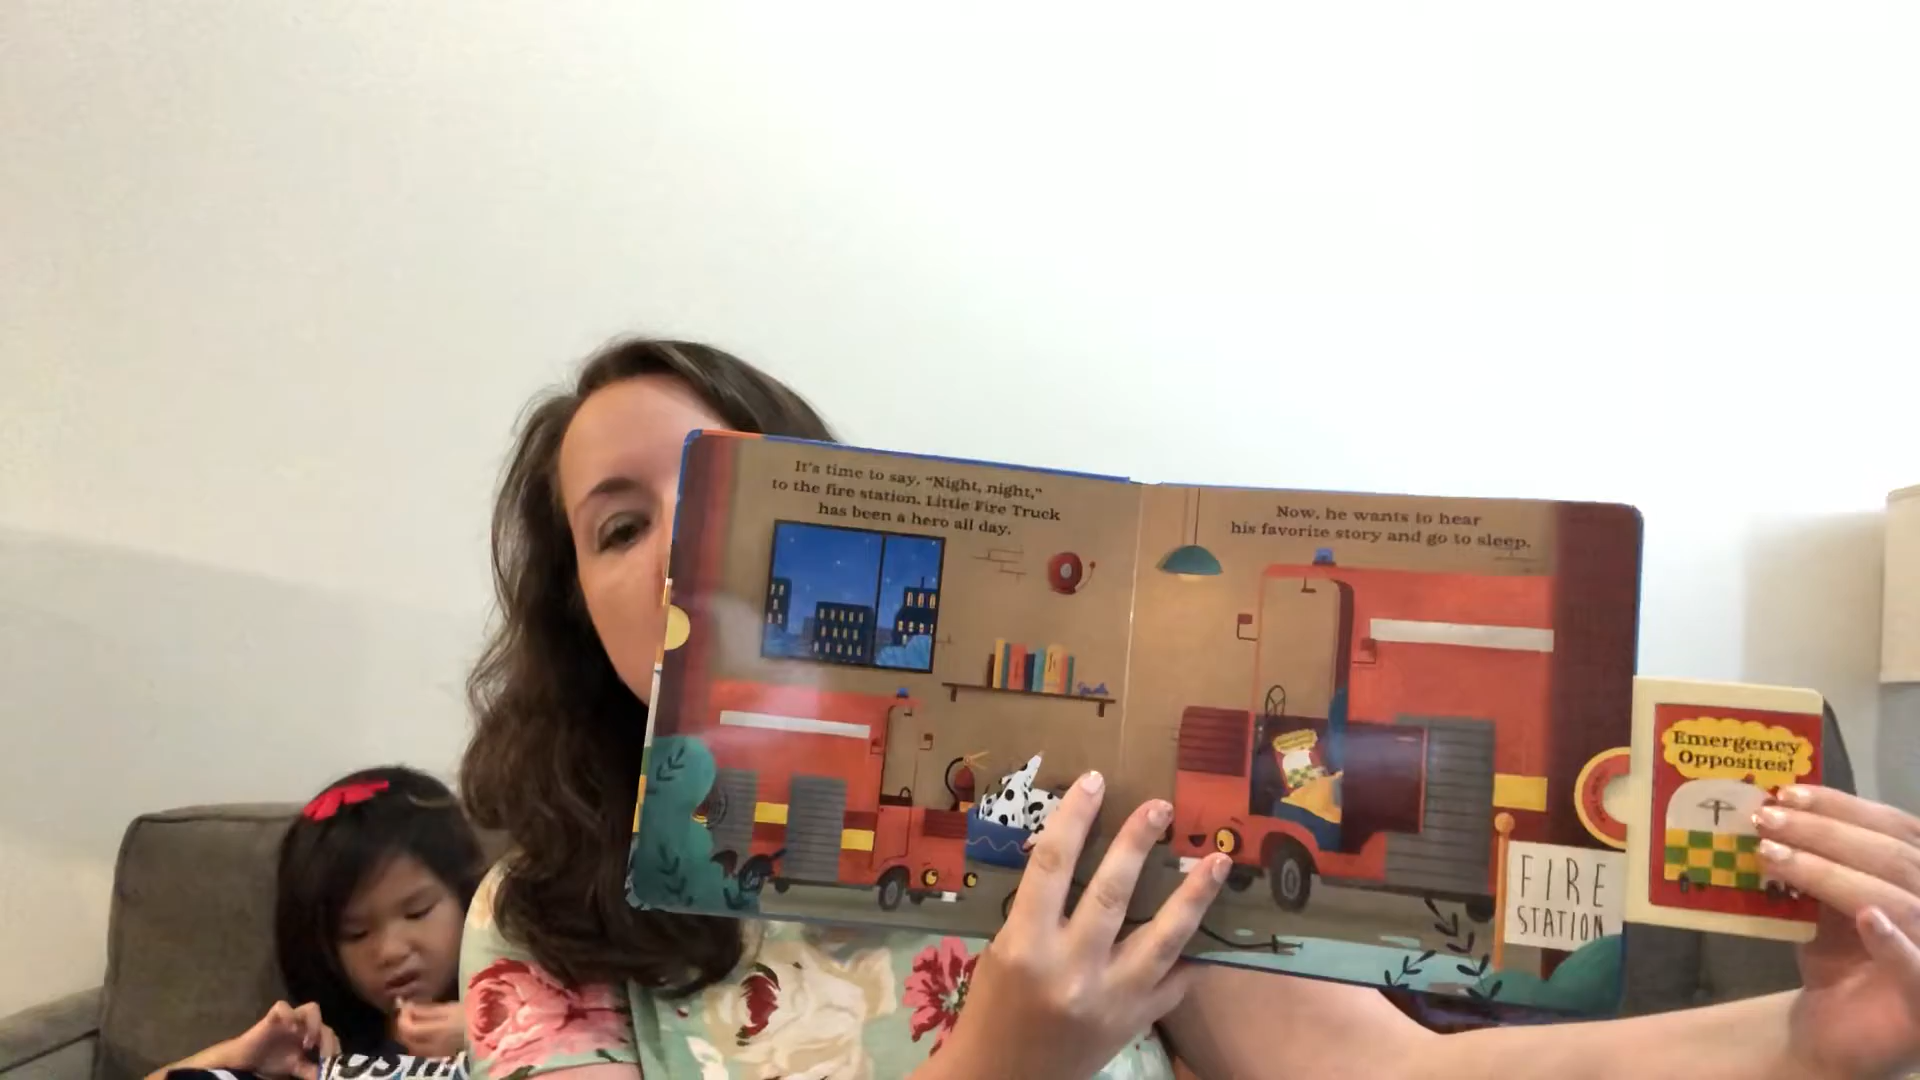 It's time to say, "Night, night,"
to the fire station. Little Fire Truck
has been a hero all day.
Now, he wants to hear
his favorite story and go to sleep.
FIRE
STATION
Emergency
Opposites!